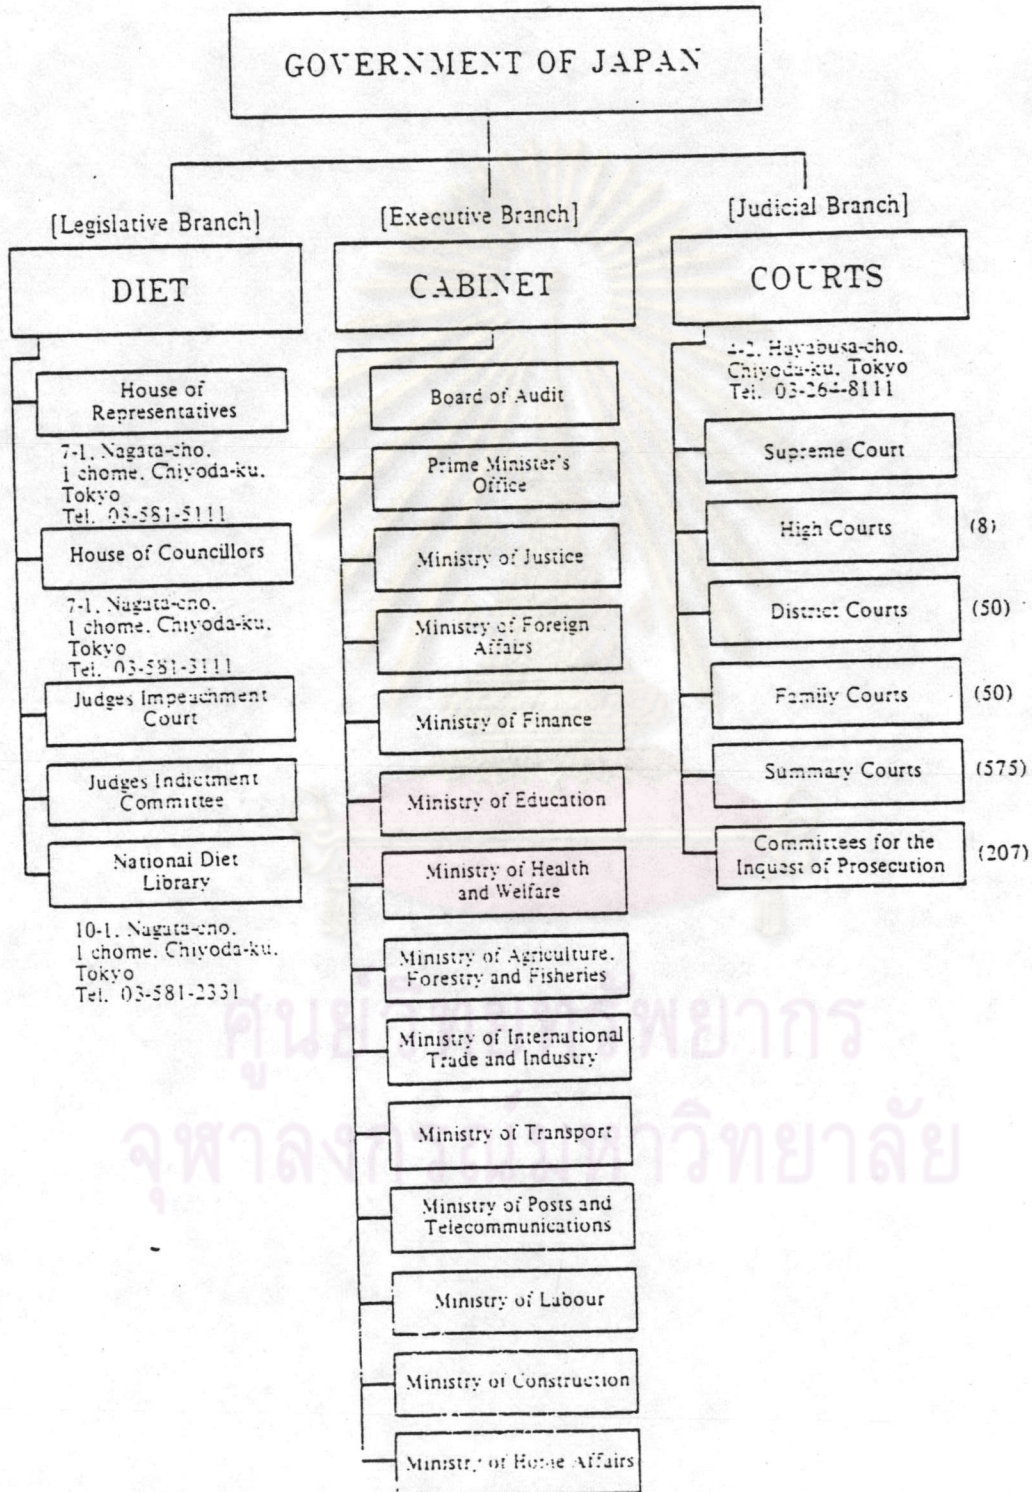 GOVERNMENT OF JAPAN
[Legislative Branch]
DIET
House of
Representatives
7-1, Nagata-cho,
1 chome, Chiyoda-ku,
Tokyo
Tel. 03-581-5111
House of Councillors
7-1, Nagata-cho,
1 chome, Chiyoda-ku,
Tokyo
Tel. 03-581-3111
Judges Impeachment
Court
Judges Indictment
Committee
National Diet
Library
10-1, Nagata-cho,
1 chome, Chiyoda-ku,
Tokyo
Tel. 03-581-2331
[Executive Branch]
CABINET
Board of Audit
Prime Minister's
Office
Ministry of Justice
Ministry of Foreign
Affairs
Ministry of Finance
Ministry of Education
Ministry of Health
and Welfare
Ministry of Agriculture,
Forestry and Fisheries
Ministry of International
Trade and Industry
Ministry of Transport
Ministry of Posts and
Telecommunications
Ministry of Labour
Ministry of Construction
Ministry of Home Affairs
[Judicial Branch]
COURTS
4-2, Hayabusa-cho,
Chiyoda-ku, Tokyo
Tel. 03-264-8111
Supreme Court
High Courts (8)
District Courts (50)
Family Courts (50)
Summary Courts (575)
Committees for the
Inquest of Prosecution (207)
ศูนย์วิทยทรัพยากร
จุฬาลงกรณ์มหาวิทยาลัย